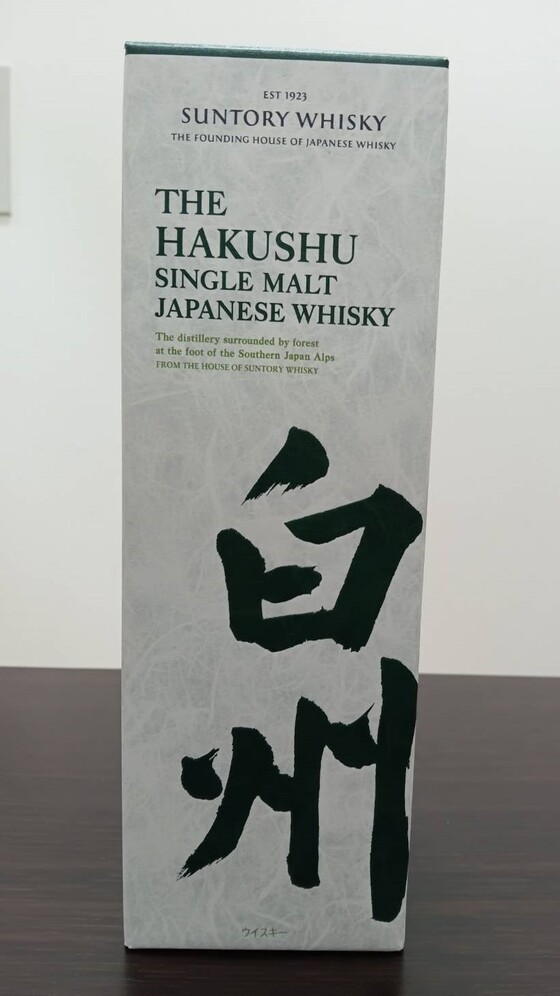 EST 1923
SUNTORY WHISKY
THE FOUNDING HOUSE OF JAPANESE WHISKY
THE
HAKUSHU
SINGLE MALT
JAPANESE WHISKY
The distillery surrounded by forest
at the foot of the Southern Japan Alps
FROM THE HOUSE OF SUNTORY WHISKY
白
州
ウイスキー